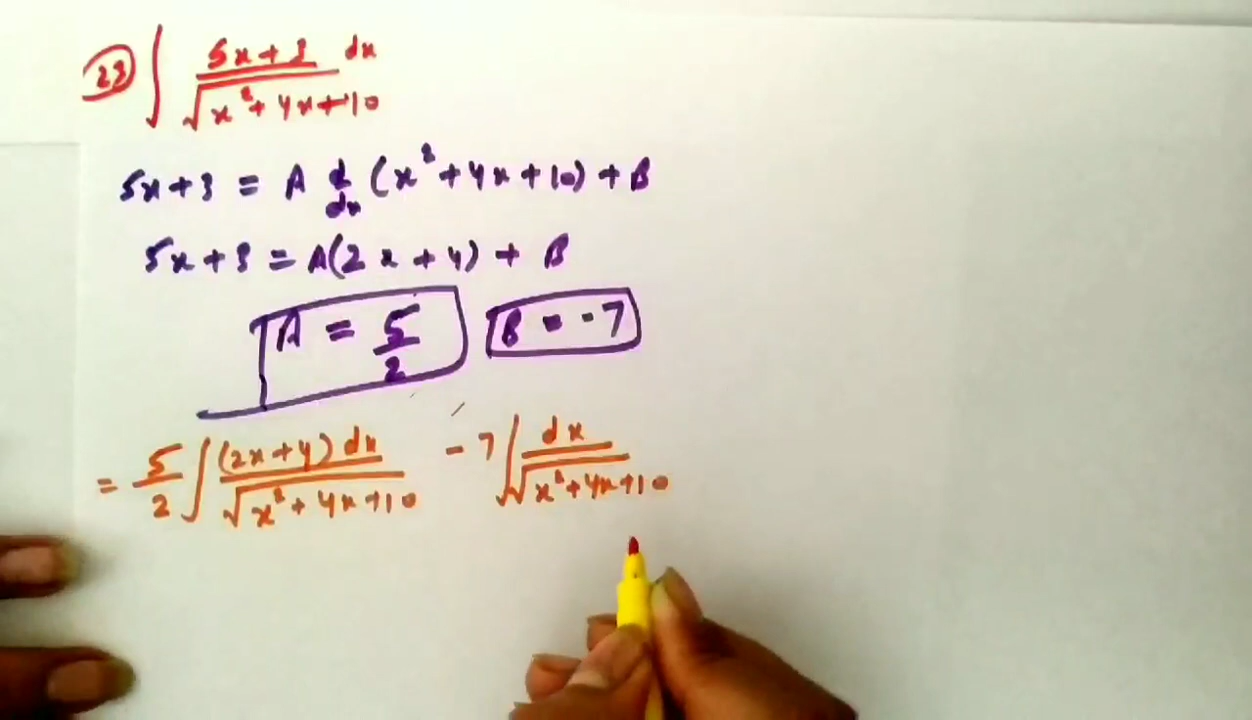 23 ∫ 5x+3 / √x²+4x+10 dx
5x+3 = A d/dx (x²+4x+10) + B
5x+3 = A(2x+4) + B
A = 5/2 B = -7
= 5/2 ∫ (2x+4) dx / √x²+4x+10 - 7 ∫ dx / √x²+4x+10